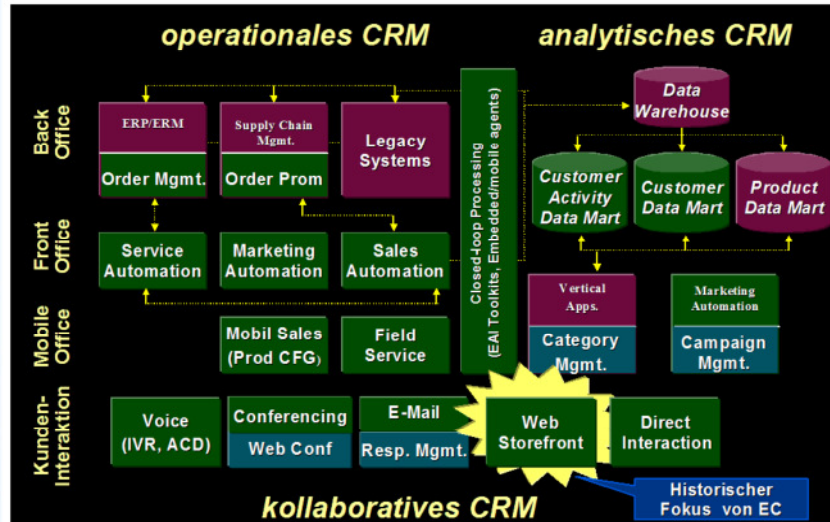 operationales CRM
analytisches CRM
Back
Office
ERP/ERM
Order Mgmt.
Supply Chain
Mgmt.
Order Prom
Legacy
Systems
Closed-loop Processing
(EAI Toolkits, Embedded/mobile agents)
Data
Warehouse
Customer
Activity
Data Mart
Customer
Data Mart
Product
Data Mart
Front
Office
Service
Automation
Marketing
Automation
Sales
Automation
Vertical
Apps.
Category
Mgmt.
Marketing
Automation
Campaign
Mgmt.
Mobile
Office
Mobil Sales
(Prod CFG)
Field
Service
Kunden-
Interaktion
Voice
(IVR, ACD)
Conferencing
Web Conf
E-Mail
Resp. Mgmt.
Web
Storefront
Direct
Interaction
kollaboratives CRM
Historischer
Fokus von EC